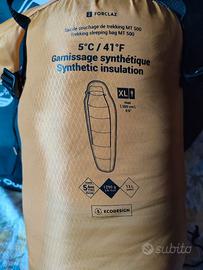 FORCLAZ
Sac de couchage de trekking MT 500
Trekking sleeping bag MT 500
5°C / 41°F
Garnissage synthétique
Synthetic insulation
XL
ECODESIGN
subito